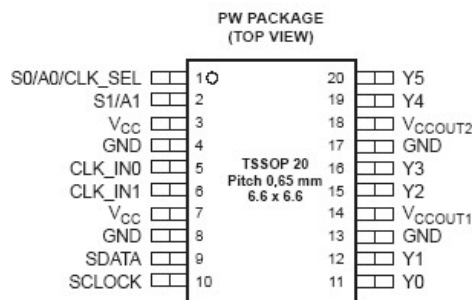 PW PACKAGE
(TOP VIEW)
S0/A0/CLK_SEL 1 20 Y5
S1/A1 2 19 Y4
VCC 3 18 VCCOUT2
GND 4 17 GND
CLK_IN0 5 16 Y3
CLK_IN1 6 15 Y2
VCC 7 14 VCCOUT1
GND 8 13 GND
SDATA 9 12 Y1
SCLOCK 10 11 Y0
TSSOP 20
Pitch 0,65 mm
6.6 x 6.6